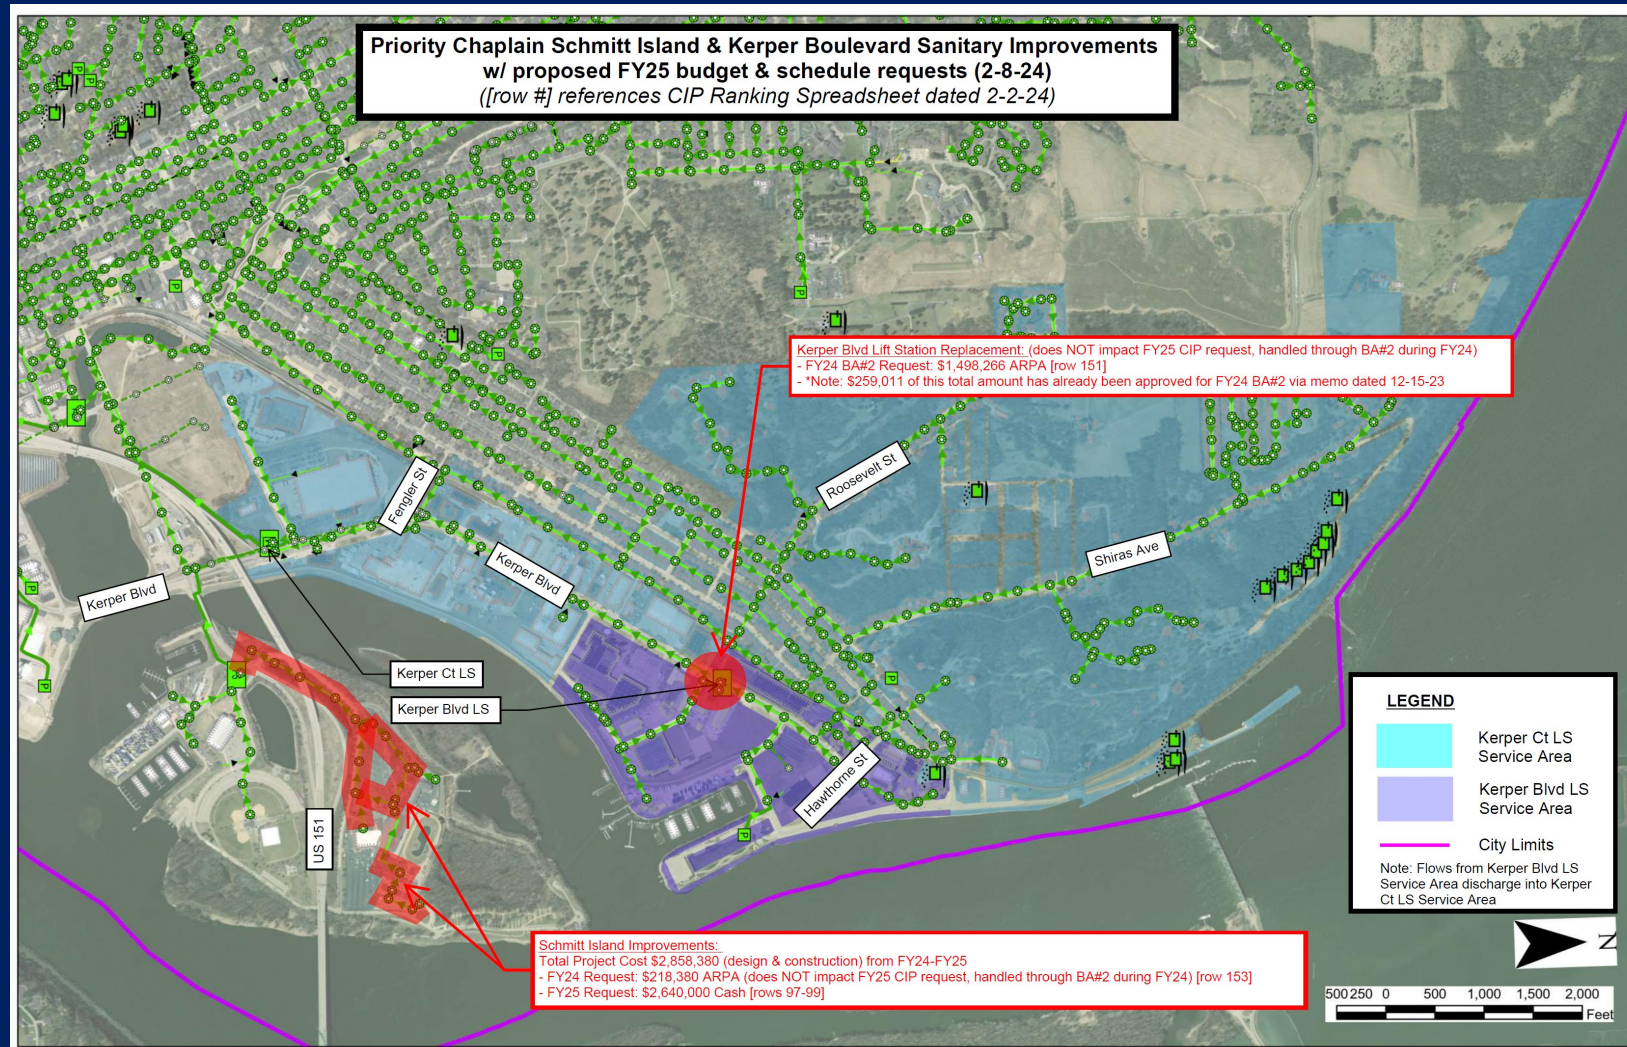 Priority Chaplain Schmitt Island & Kerper Boulevard Sanitary Improvements
w/ proposed FY25 budget & schedule requests (2-8-24)
([row #] references CIP Ranking Spreadsheet dated 2-2-24)
Kerper Blvd Lift Station Replacement: (does NOT impact FY25 CIP request, handled through BA#2 during FY24)
- FY24 BA#2 Request: $1,498,266 ARPA [row 151]
- *Note: $259,011 of this total amount has already been approved for FY24 BA#2 via memo dated 12-15-23
Roosevelt St
Fengler St
Shiras Ave
Kerper Blvd
Kerper Blvd
Kerper Ct LS
Kerper Blvd LS
Hawthorne St
US 151
LEGEND
Kerper Ct LS
Service Area
Kerper Blvd LS
Service Area
City Limits
Note: Flows from Kerper Blvd LS
Service Area discharge into Kerper
Ct LS Service Area
Schmitt Island Improvements:
Total Project Cost $2,858,380 (design & construction) from FY24-FY25
- FY24 Request: $218,380 ARPA (does NOT impact FY25 CIP request, handled through BA#2 during FY24) [row 153]
- FY25 Request: $2,640,000 Cash [rows 97-99]
N
500 250 0 500 1,000 1,500 2,000
Feet